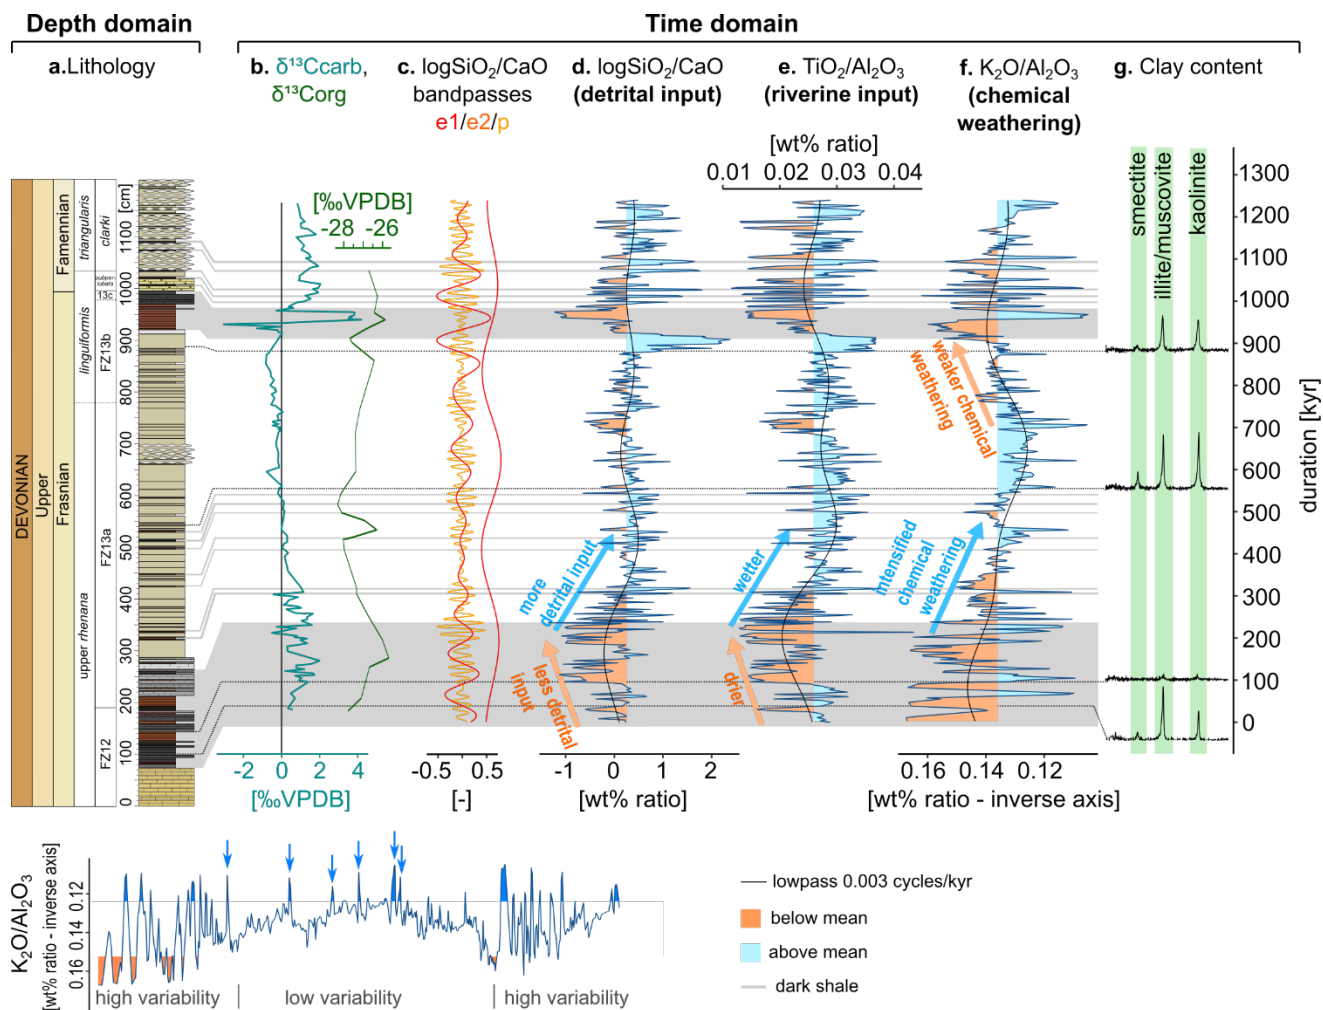 Depth domain
Time domain
a.Lithology
b. δ¹³Ccarb,
δ¹³Corg
c. logSiO₂/CaO
bandpasses
e1/e2/p
d. logSiO₂/CaO
(detrital input)
e. TiO₂/Al₂O₃
(riverine input)
f. K₂O/Al₂O₃
(chemical
weathering)
g. Clay content
[wt% ratio]
0.01 0.02 0.03 0.04
[‰VPDB]
-28 -26
DEVONIAN
Upper
Famennian
Frasnian
triangularis
linguiformis
upper rhenana
clarki
13c
FZ13b
FZ13a
FZ12
[cm]
1100
1000
900
800
700
600
500
400
300
200
100
0
smectite
illite/muscovite
kaolinite
1300
1200
1100
1000
900
800
700
600
500
400
300
200
100
0
duration [kyr]
more
detrital input
less detrital
input
wetter
drier
intensified
chemical
weathering
weaker chemical
weathering
-2 0 2 4
[‰VPDB]
-0.5 0.5
[-]
-1 0 1 2
[wt% ratio]
0.16 0.14 0.12
[wt% ratio - inverse axis]
K₂O/Al₂O₃
[wt% ratio - inverse axis]
0.12
0.14
0.16
high variability
low variability
high variability
lowpass 0.003 cycles/kyr
below mean
above mean
dark shale